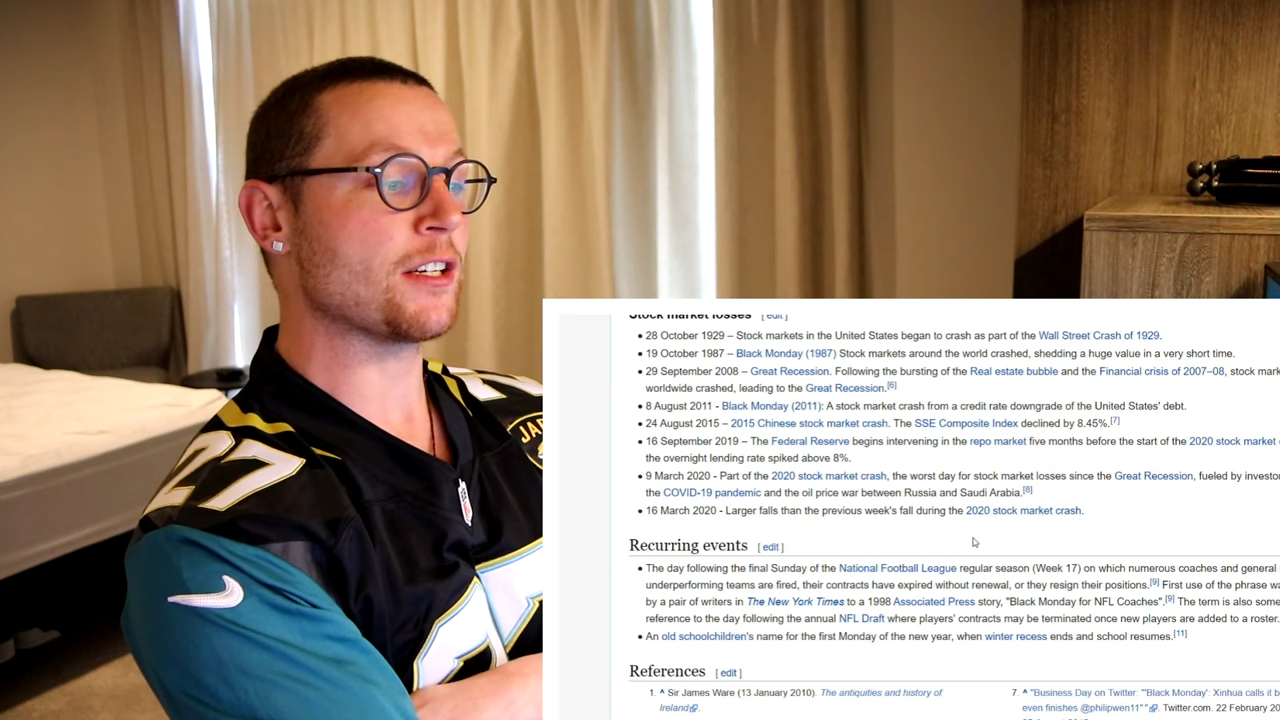 Stock market losses [ edit ]
• 28 October 1929 – Stock markets in the United States began to crash as part of the Wall Street Crash of 1929.
• 19 October 1987 – Black Monday (1987) Stock markets around the world crashed, shedding a huge value in a very short time.
• 29 September 2008 – Great Recession. Following the bursting of the Real estate bubble and the Financial crisis of 2007–08, stock mark
worldwide crashed, leading to the Great Recession.[6]
• 8 August 2011 - Black Monday (2011): A stock market crash from a credit rate downgrade of the United States' debt.
• 24 August 2015 – 2015 Chinese stock market crash. The SSE Composite Index declined by 8.45%.[7]
• 16 September 2019 – The Federal Reserve begins intervening in the repo market five months before the start of the 2020 stock market
the overnight lending rate spiked above 8%.
• 9 March 2020 - Part of the 2020 stock market crash, the worst day for stock market losses since the Great Recession, fueled by investo
the COVID-19 pandemic and the oil price war between Russia and Saudi Arabia.[8]
• 16 March 2020 - Larger falls than the previous week's fall during the 2020 stock market crash.
Recurring events [ edit ]
• The day following the final Sunday of the National Football League regular season (Week 17) on which numerous coaches and general
underperforming teams are fired, their contracts have expired without renewal, or they resign their positions.[9] First use of the phrase wa
by a pair of writers in The New York Times to a 1998 Associated Press story, "Black Monday for NFL Coaches".[9] The term is also some
reference to the day following the annual NFL Draft where players' contracts may be terminated once new players are added to a roster.
• An old schoolchildren's name for the first Monday of the new year, when winter recess ends and school resumes.[11]
References [ edit ]
1. ^ Sir James Ware (13 January 2010). The antiquities and history of
Ireland.
7. ^ "Business Day on Twitter: "'Black Monday': Xinhua calls it b
even finishes @philpwen11"". Twitter.com. 22 February 20
27
JA
NFL